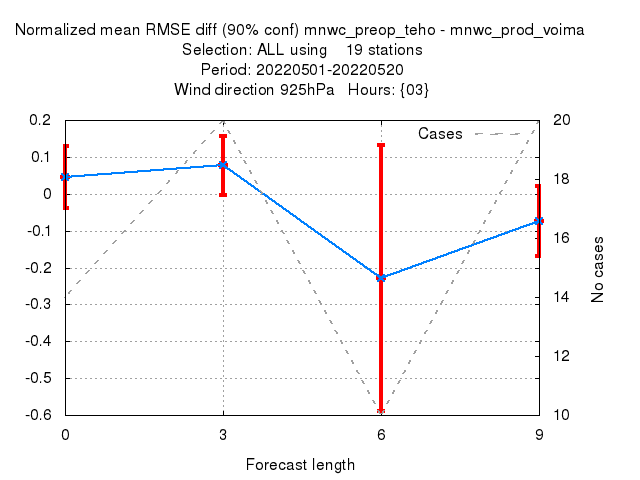 Normalized mean RMSE diff (90% conf) mnwc_preop_teho - mnwc_prod_voima
Selection: ALL using    19 stations
Period: 20220501-20220520
Wind direction 925hPa   Hours: {03}
Cases
0.2
0.1
0
-0.1
-0.2
-0.3
-0.4
-0.5
-0.6
20
18
16
14
12
10
No cases
0 3 6 9
Forecast length